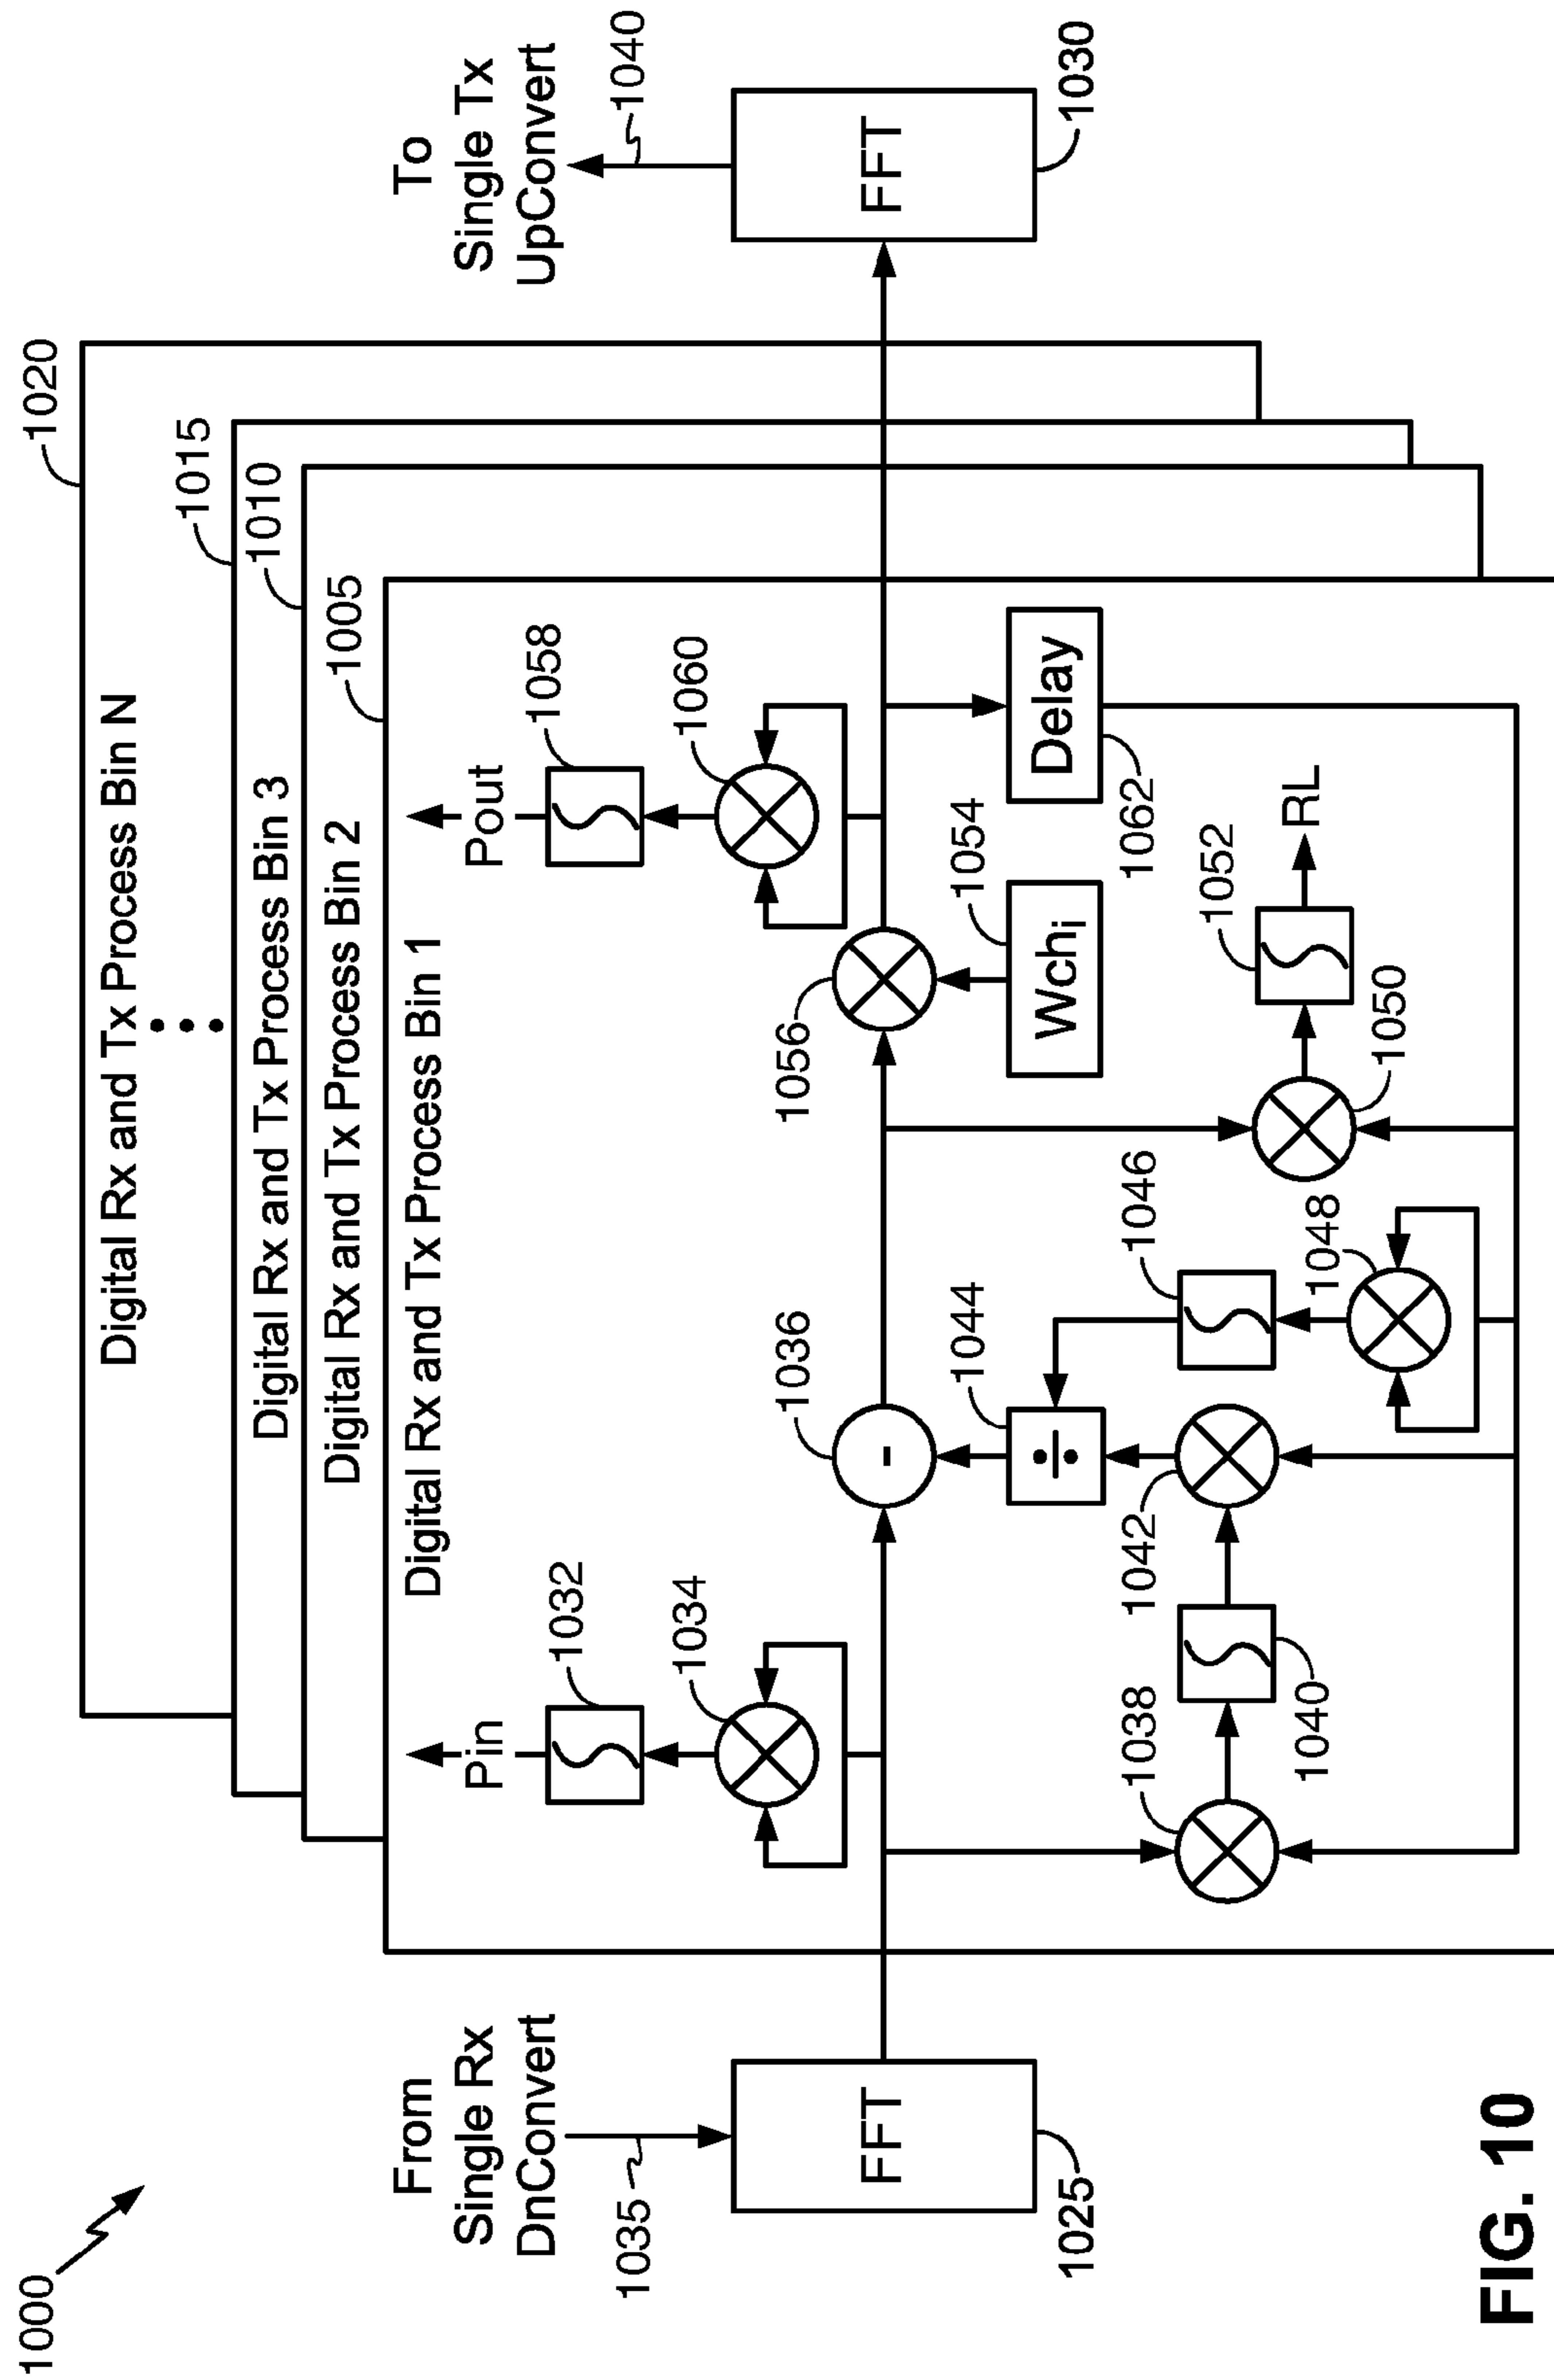 1000
From
Single Rx
DnConvert
1035
FFT
1025
To
Single Tx
UpConvert
1040
FFT
1030
Digital Rx and Tx Process Bin N
1020
Digital Rx and Tx Process Bin 3
1015
Digital Rx and Tx Process Bin 2
1010
Digital Rx and Tx Process Bin 1
1005
Pin
1032
1034
Pout
1058
1060
1036
1056
1044
Wchi
1054
Delay
1062
1038
1040
1042
1046
1048
1050
1052
RL
FIG. 10